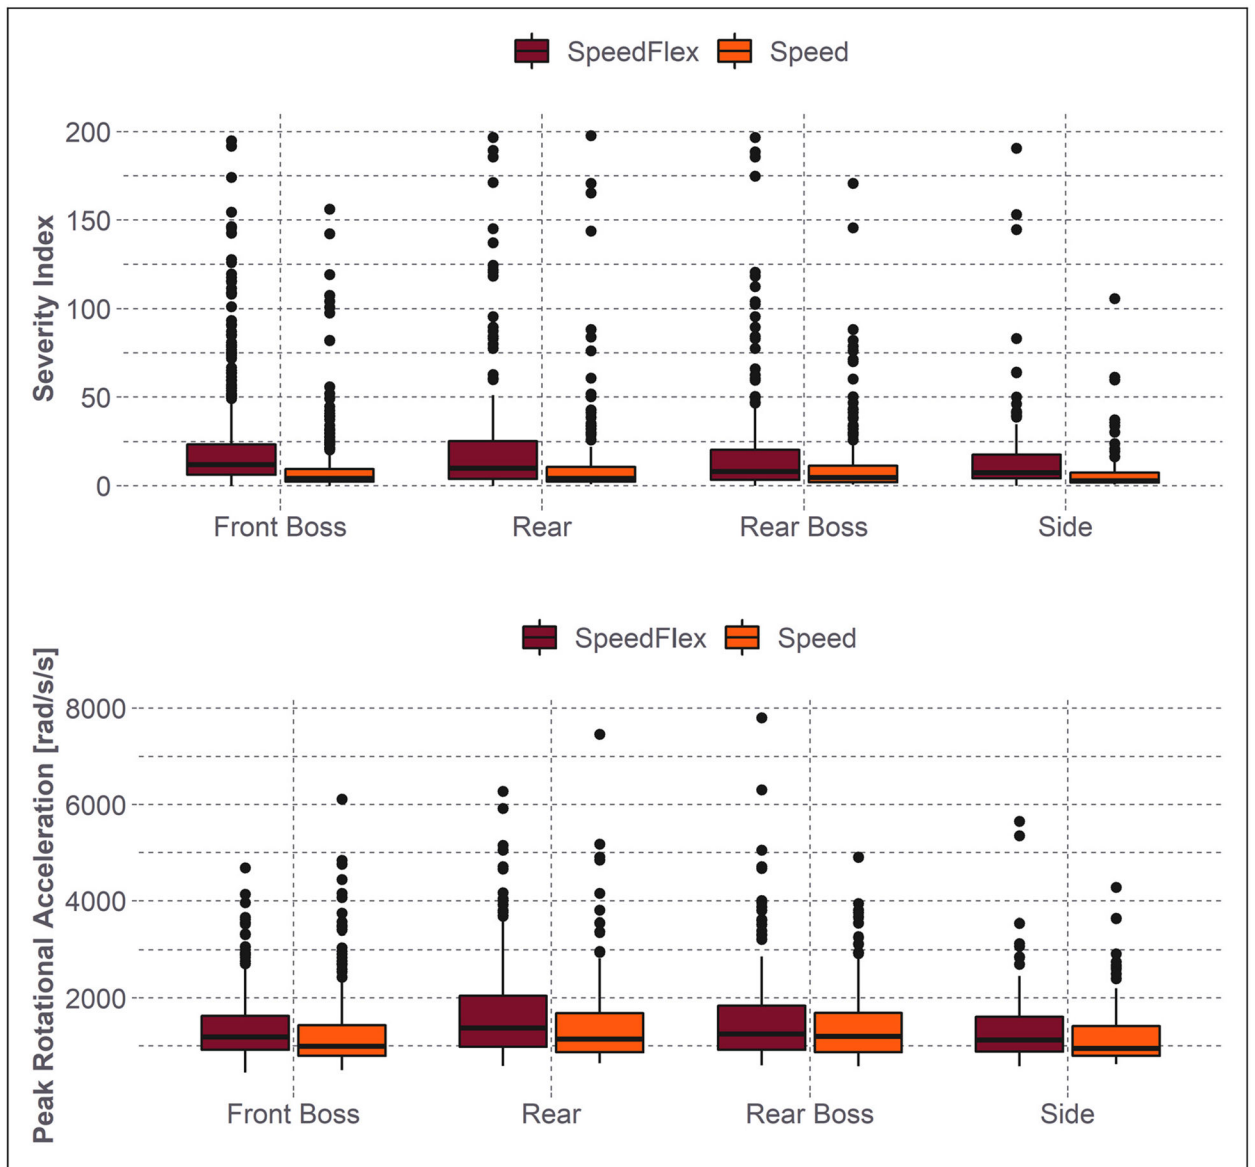 SpeedFlex Speed
Severity Index
200
150
100
50
0
Front Boss Rear Rear Boss Side
SpeedFlex Speed
Peak Rotational Acceleration [rad/s/s]
8000
6000
4000
2000
Front Boss Rear Rear Boss Side